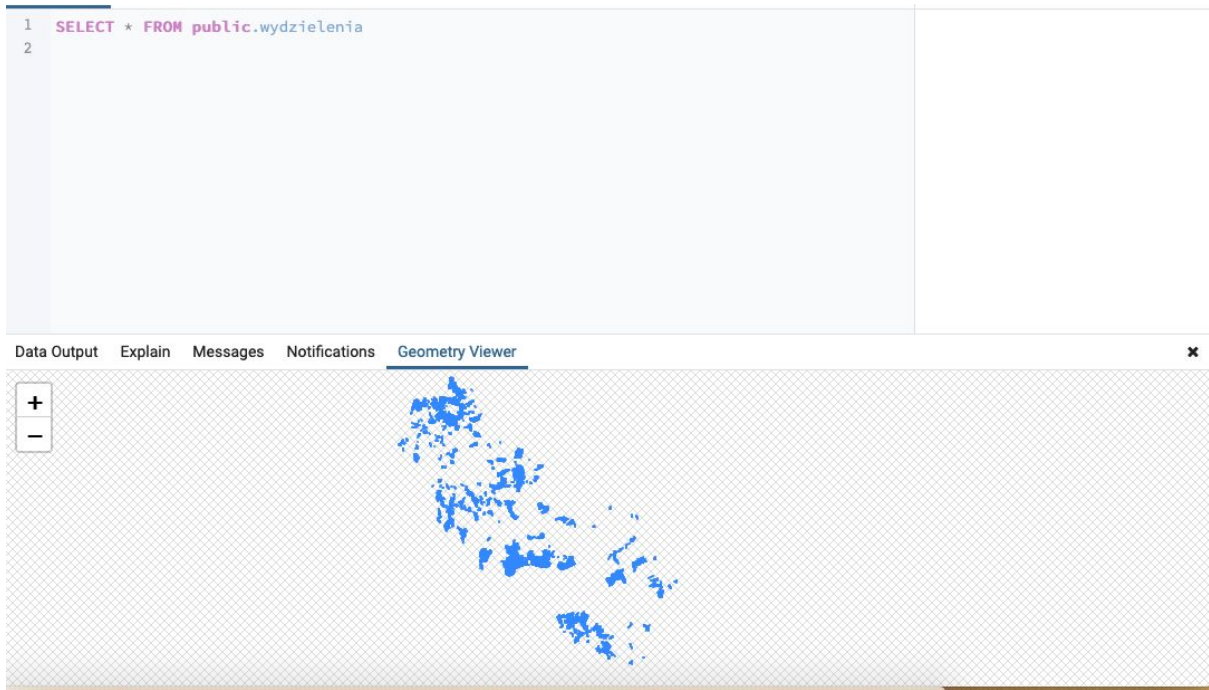 1 SELECT * FROM public.wydzielenia
2
Data Output Explain Messages Notifications Geometry Viewer ×
+
−